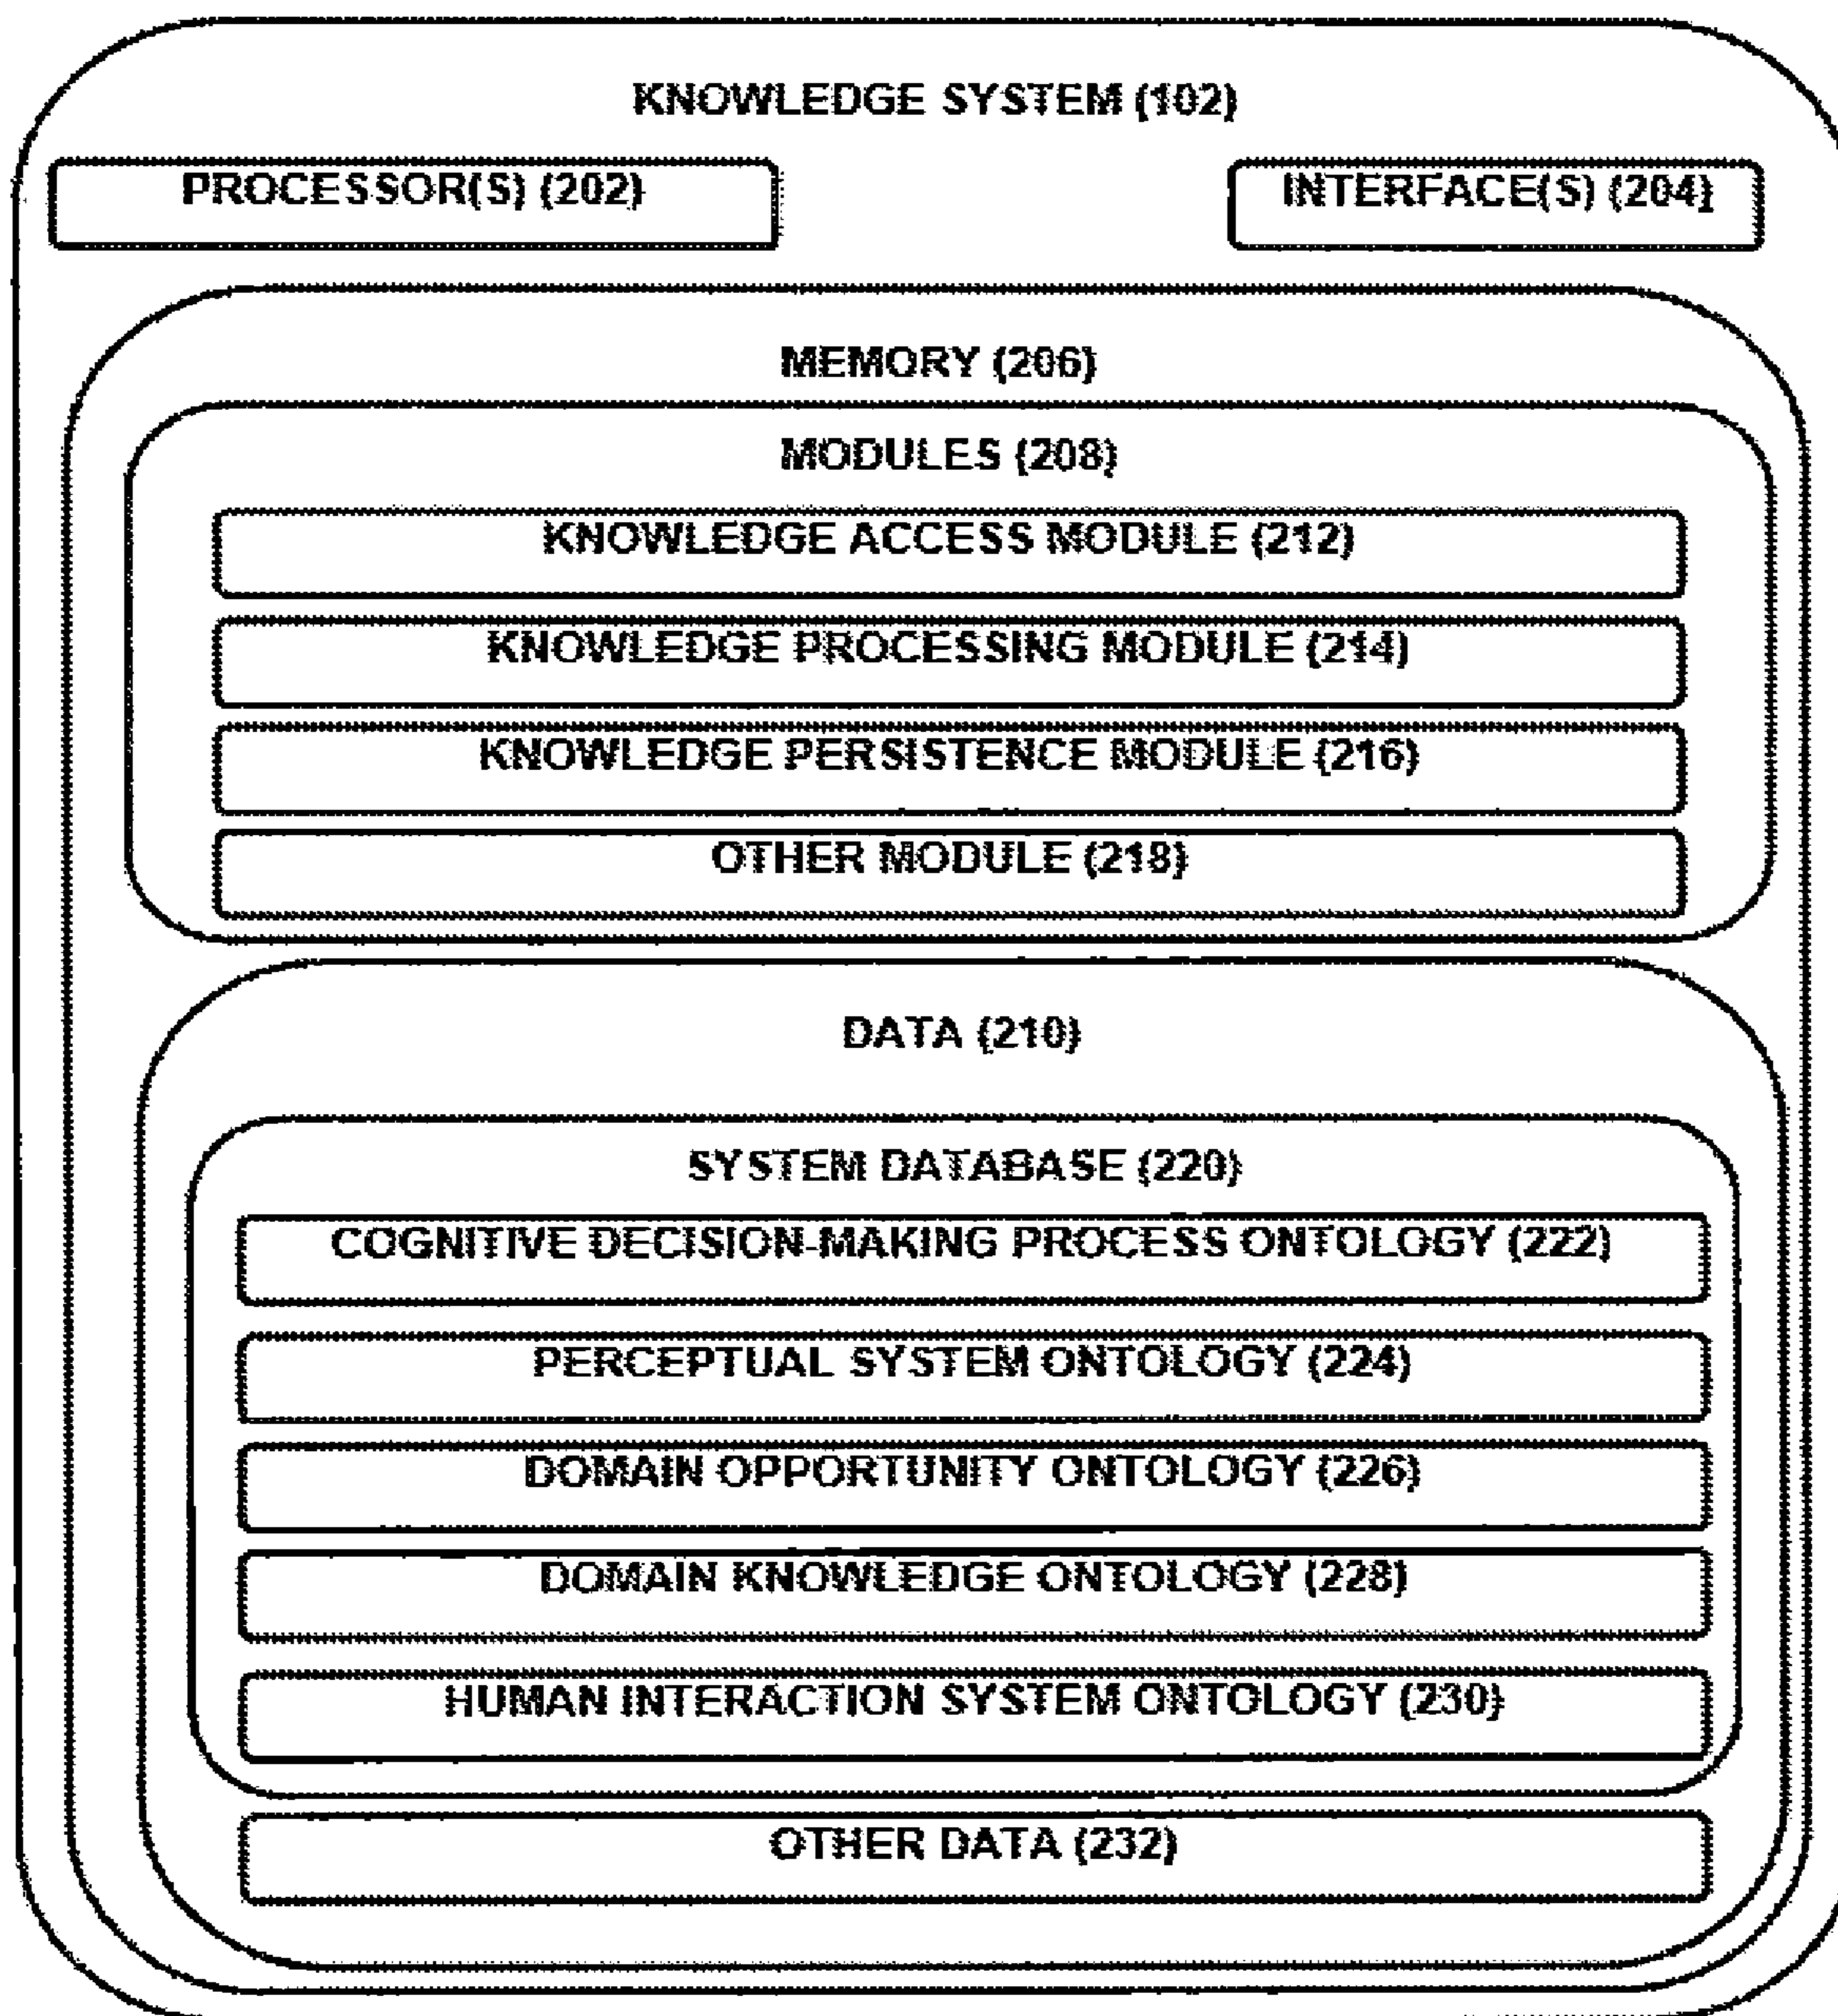 KNOWLEDGE SYSTEM (102)
PROCESSOR(S) (202)
INTERFACE(S) (204)
MEMORY (206)
MODULES (208)
KNOWLEDGE ACCESS MODULE (212)
KNOWLEDGE PROCESSING MODULE (214)
KNOWLEDGE PERSISTENCE MODULE (216)
OTHER MODULE (218)
DATA (210)
SYSTEM DATABASE (220)
COGNITIVE DECISION-MAKING PROCESS ONTOLOGY (222)
PERCEPTUAL SYSTEM ONTOLOGY (224)
DOMAIN OPPORTUNITY ONTOLOGY (226)
DOMAIN KNOWLEDGE ONTOLOGY (228)
HUMAN INTERACTION SYSTEM ONTOLOGY (230)
OTHER DATA (232)